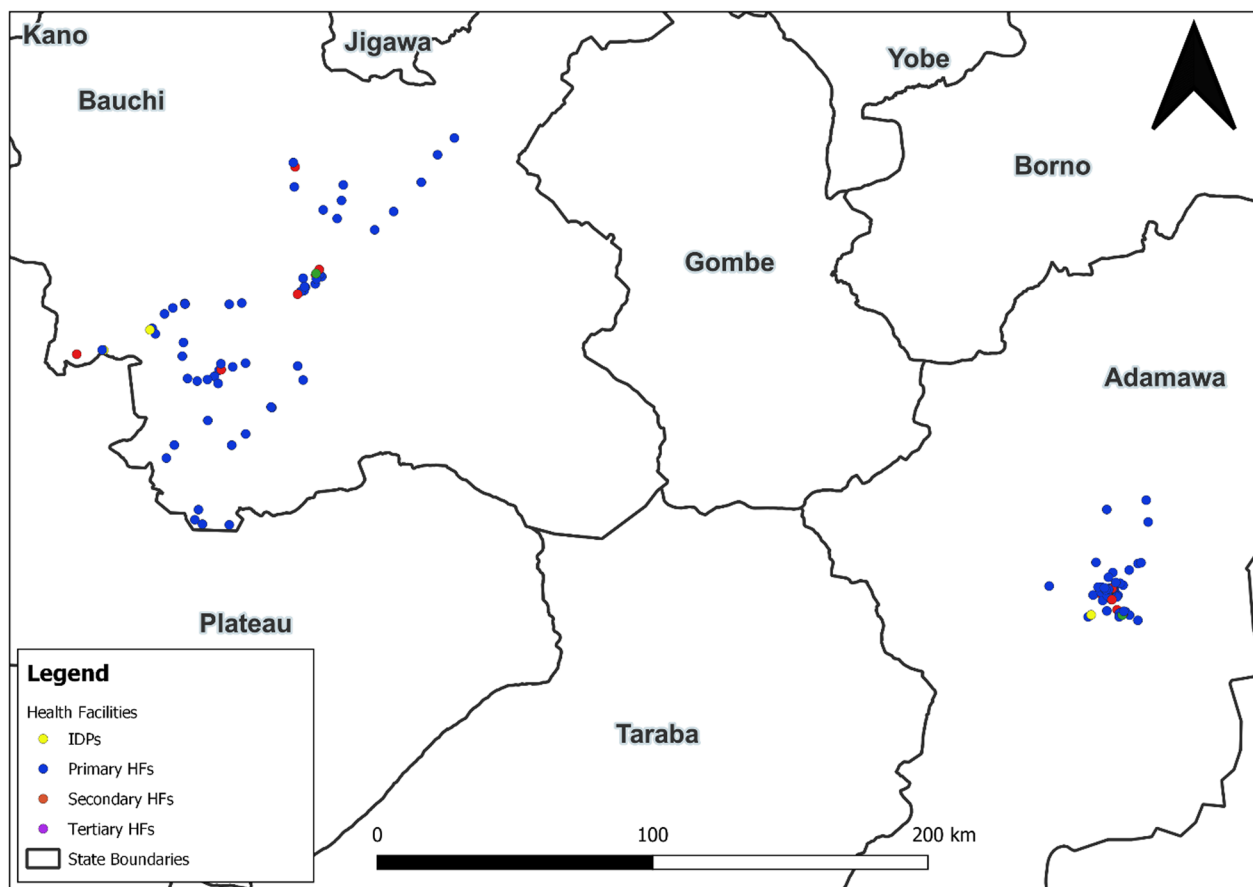 Kano
Jigawa
Yobe
Bauchi
Borno
Gombe
Adamawa
Plateau
Taraba
Legend
Health Facilities
IDPs
Primary HFs
Secondary HFs
Tertiary HFs
State Boundaries
0 100 200 km